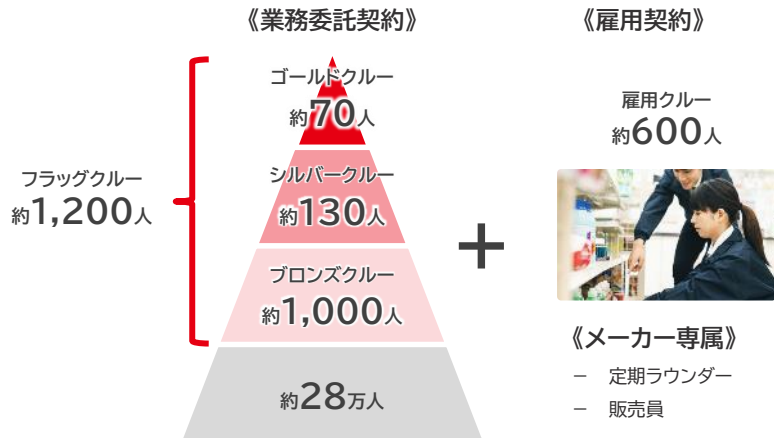 《業務委託契約》
ゴールドクルー
約70人
シルバークルー
約130人
ブロンズクルー
約1,000人
約28万人
フラッグクルー
約1,200人
+
《雇用契約》
雇用クルー
約600人
《メーカー専属》
－ 定期ラウンダー
－ 販売員